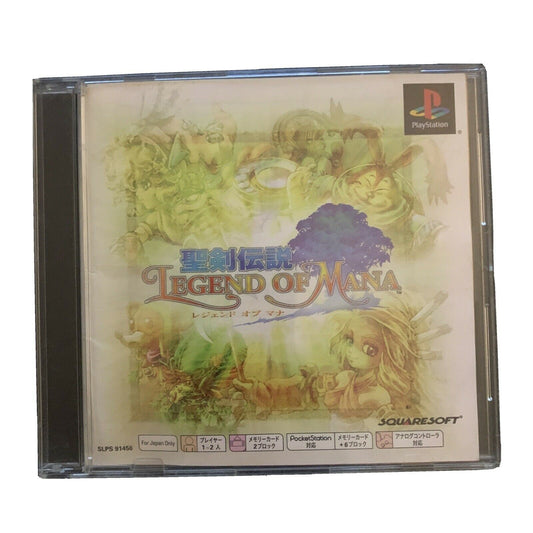 PlayStation
聖剣伝説
LEGEND OF MANA
レジェンド オブ マナ
SQUARESOFT
For Japan Only
プレイヤー
1~2人
メモリーカード
2ブロック
PocketStation
対応
メモリーカード
+6ブロック
アナログコントローラ
対応
SLPS 91456